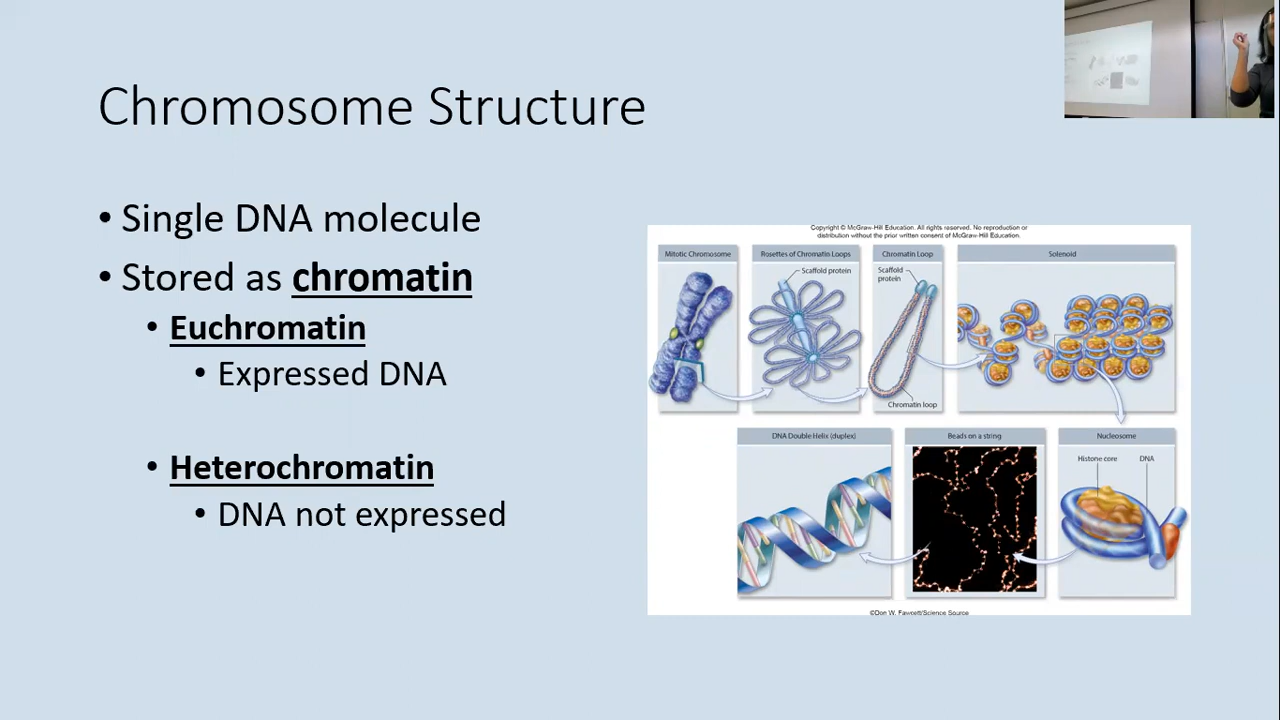 Chromosome Structure
• Single DNA molecule
• Stored as chromatin
• Euchromatin
• Expressed DNA
• Heterochromatin
• DNA not expressed
Copyright © McGraw-Hill Education. All rights reserved. No reproduction or
distribution without the prior written consent of McGraw-Hill Education.
Mitotic Chromosome
Rosettes of Chromatin Loops
Chromatin Loop
Solenoid
Scaffold protein
Scaffold
protein
Chromatin loop
DNA Double Helix (duplex)
Beads on a string
Nucleosome
Histone core
DNA
©Don W. Fawcett/Science Source